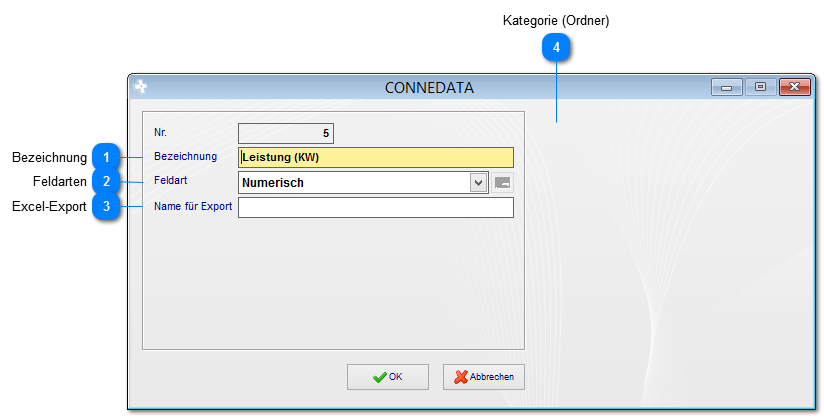 Kategorie (Ordner)
4
CONNEDATA
Nr. 5
Bezeichnung 1 Bezeichnung Leistung (KW)
Feldarten 2 Feldart Numerisch
Excel-Export 3 Name für Export
OK Abbrechen